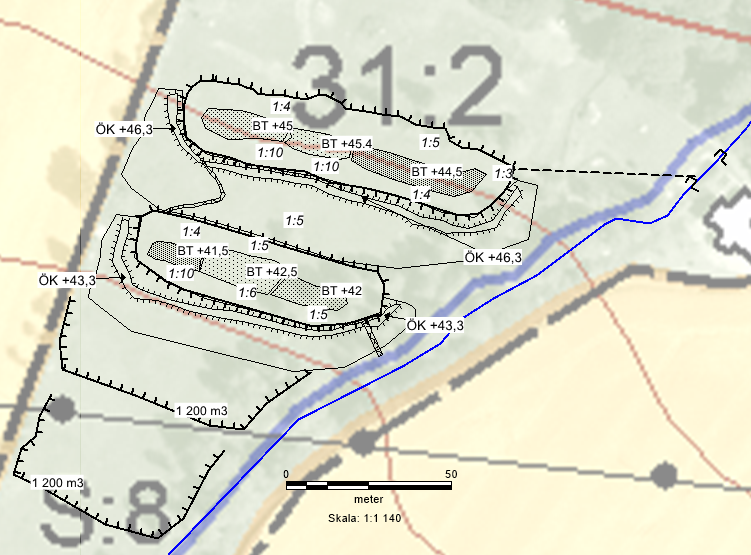 31:2
1:4
ÖK +46,3
BT +45
BT +45.4
1:5
1:10
1:10
BT +44,5
1:3
1:4
1:5
1:4
1:5
BT +41,5
ÖK +46,3
1:10
BT +42,5
ÖK +43,3
1:6
BT +42
1:5
ÖK +43,3
1 200 m3
1 200 m3
S:8
0 50
meter
Skala: 1:1 140